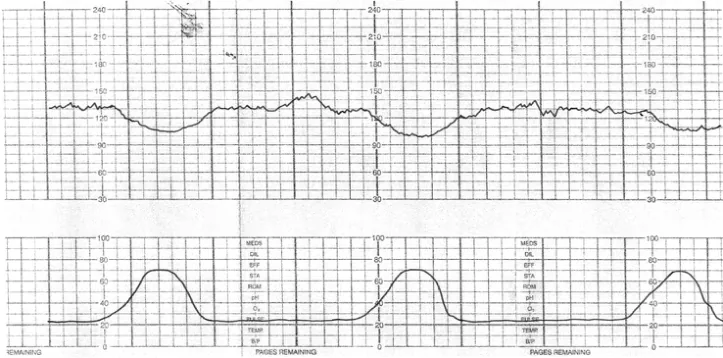 240 240 240
210 210 210
180 180 180
150 150 150
120 120 120
90 90 90
60 60 60
30 30 30
100 MEDS 100 MEDS 100
DIL DIL
80 EFF 80 EFF 80
STA STA
60 ROM 60 ROM 60
pH pH
40 O₂ 40 O₂ 40
20 PULSE 20 PULSE 20
TEMP TEMP
0 B/P 0 B/P 0
REMAINING PAGES REMAINING PAGES REMAINING